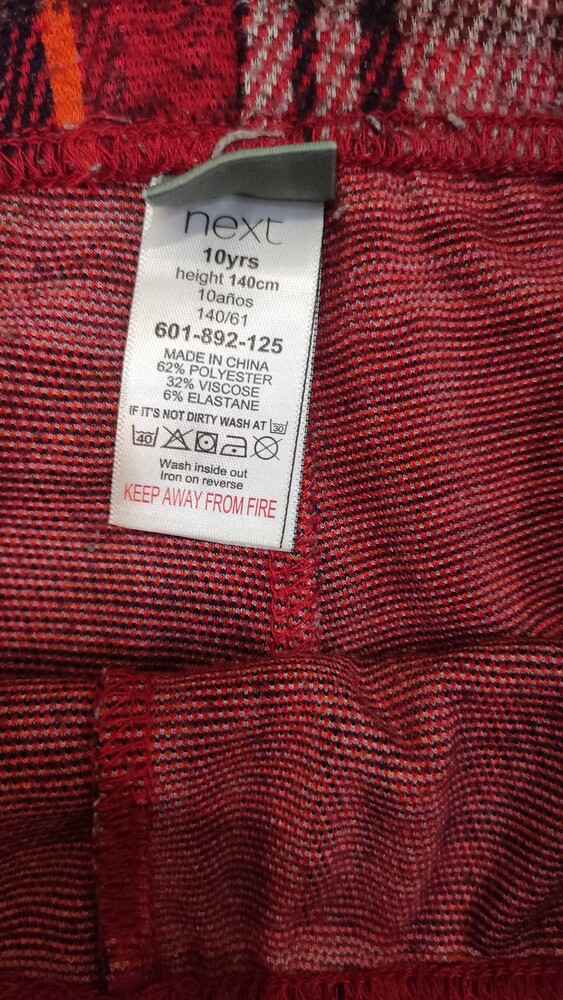 next
10yrs
height 140cm
10años
140/61
601-892-125
MADE IN CHINA
62% POLYESTER
32% VISCOSE
6% ELASTANE
IF IT'S NOT DIRTY WASH AT 30
40
Wash inside out
Iron on reverse
KEEP AWAY FROM FIRE